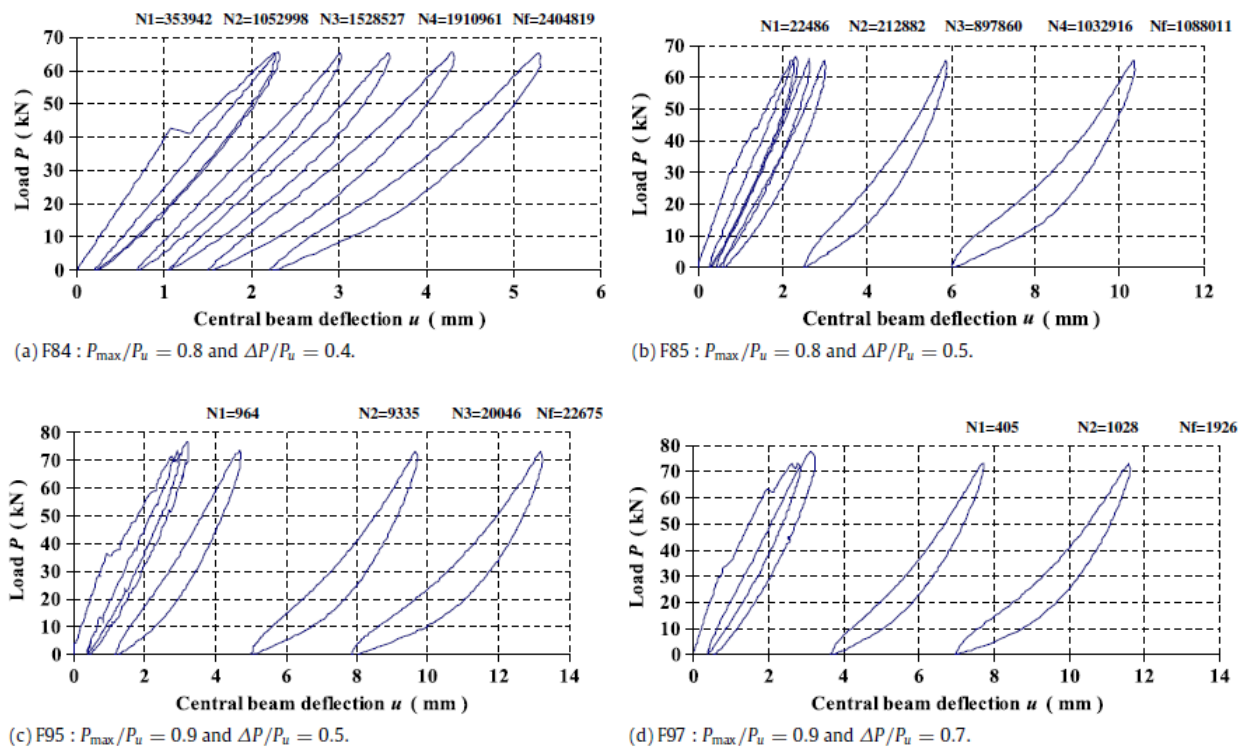 N1=353942 N2=1052998 N3=1528527 N4=1910961 Nf=2404819
70
60
50
40
30
20
10
0
Load P ( kN )
0 1 2 3 4 5 6
Central beam deflection u ( mm )
(a) F84 : Pmax/Pu = 0.8 and ΔP/Pu = 0.4.
N1=22486 N2=212882 N3=897860 N4=1032916 Nf=1088011
70
60
50
40
30
20
10
0
Load P ( kN )
0 2 4 6 8 10 12
Central beam deflection u ( mm )
(b) F85 : Pmax/Pu = 0.8 and ΔP/Pu = 0.5.
N1=964 N2=9335 N3=20046 Nf=22675
80
70
60
50
40
30
20
10
0
Load P ( kN )
0 2 4 6 8 10 12 14
Central beam deflection u ( mm )
(c) F95 : Pmax/Pu = 0.9 and ΔP/Pu = 0.5.
N1=405 N2=1028 Nf=1926
80
70
60
50
40
30
20
10
0
Load P ( kN )
0 2 4 6 8 10 12 14
Central beam deflection u ( mm )
(d) F97 : Pmax/Pu = 0.9 and ΔP/Pu = 0.7.